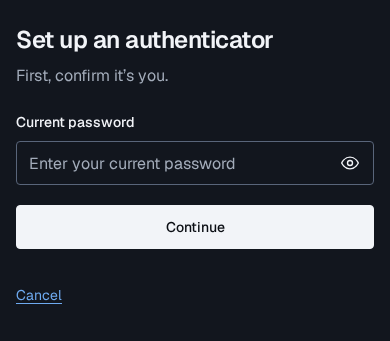 Set up an authenticator
First, confirm it’s you.
Current password
Enter your current password
Continue
Cancel